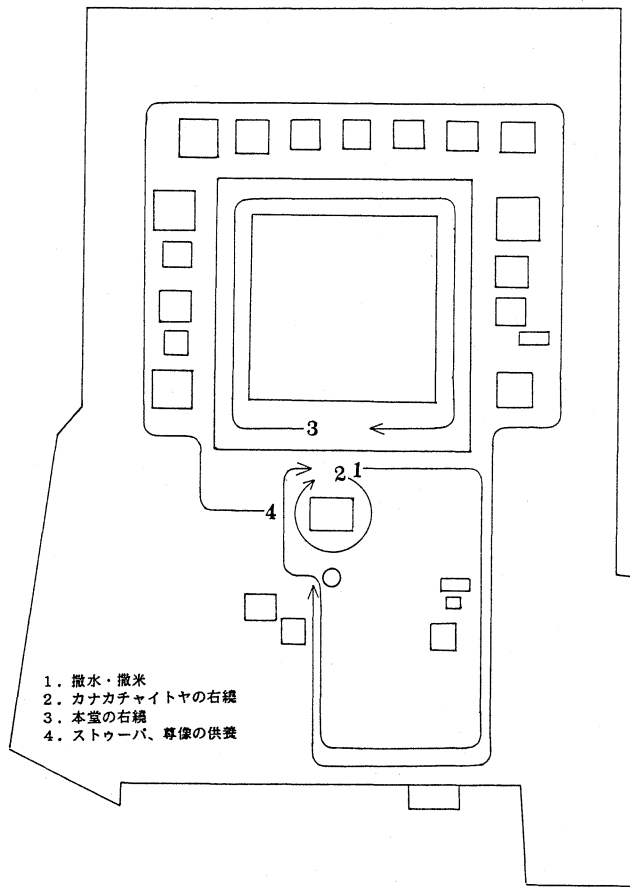 3
2 1
4
1. 撒水・撒米
2. カナカチャイトヤの右繞
3. 本堂の右繞
4. ストゥーパ、尊像の供養